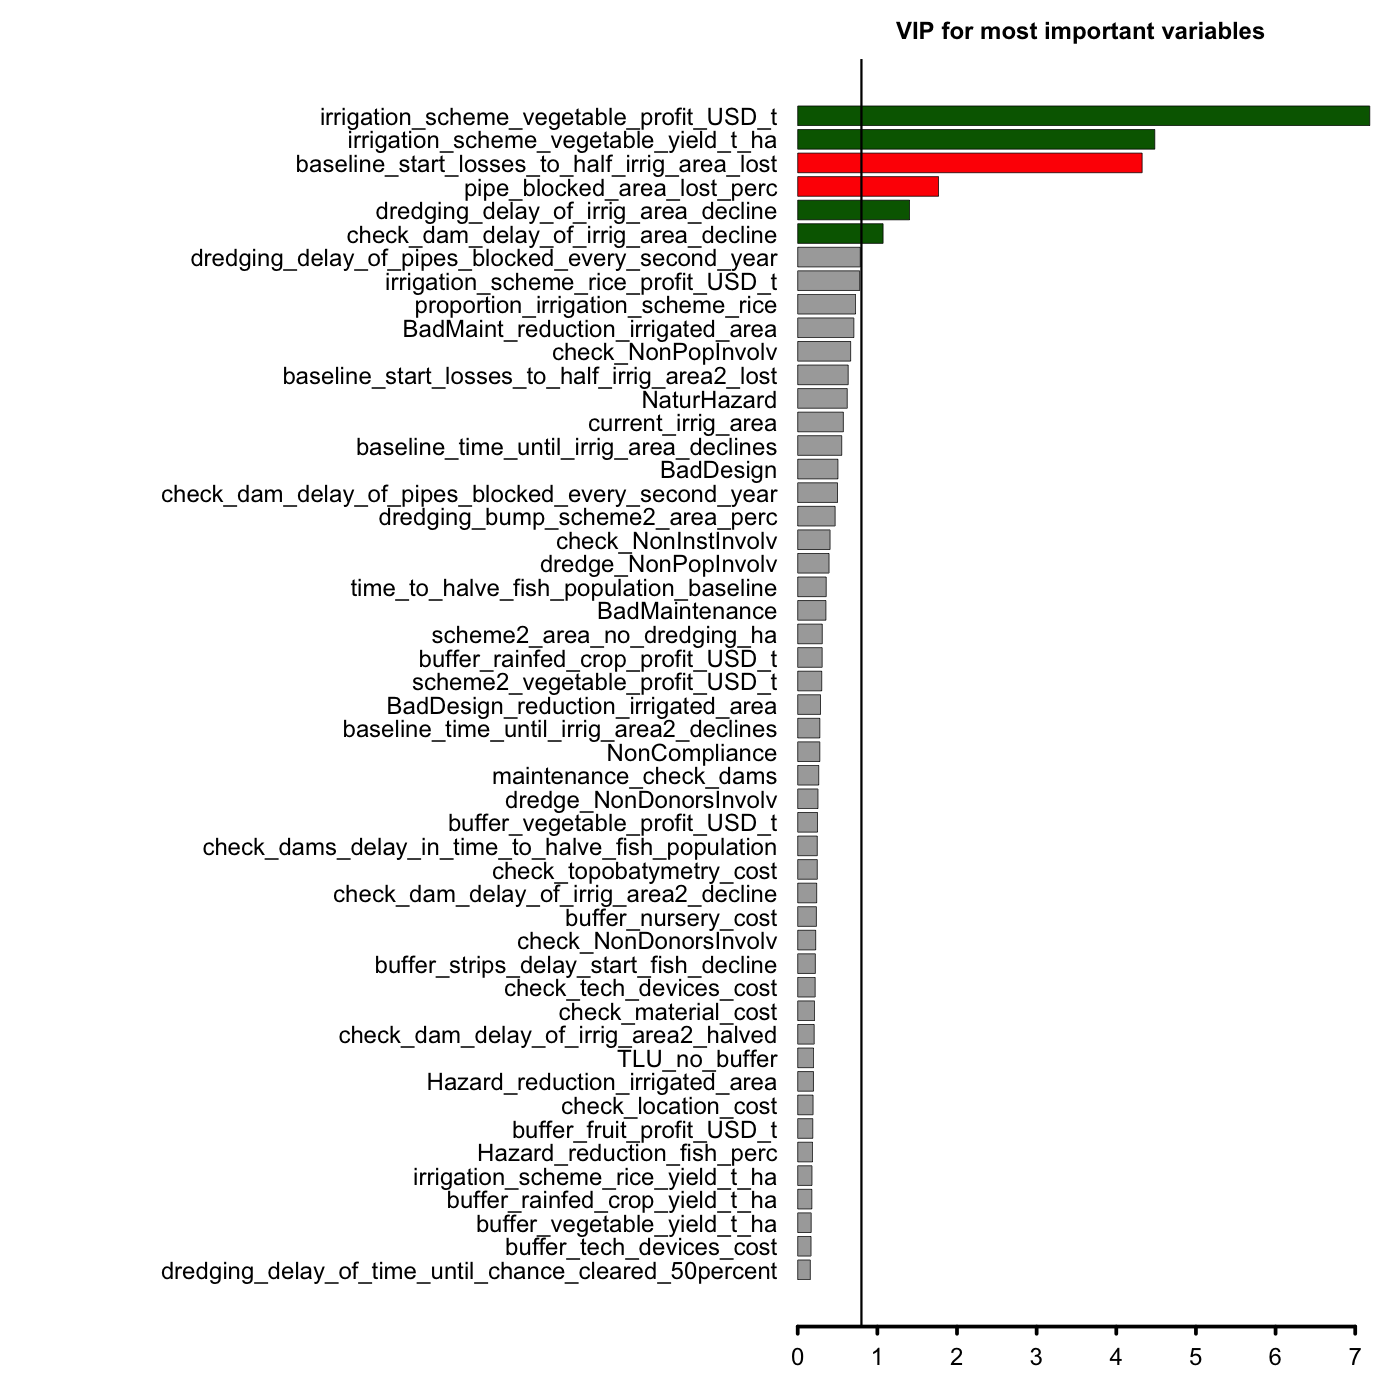 VIP for most important variables
irrigation_scheme_vegetable_profit_USD_t
irrigation_scheme_vegetable_yield_t_ha
baseline_start_losses_to_half_irrig_area_lost
pipe_blocked_area_lost_perc
dredging_delay_of_irrig_area_decline
check_dam_delay_of_irrig_area_decline
dredging_delay_of_pipes_blocked_every_second_year
irrigation_scheme_rice_profit_USD_t
proportion_irrigation_scheme_rice
BadMaint_reduction_irrigated_area
check_NonPopInvolv
baseline_start_losses_to_half_irrig_area2_lost
NaturHazard
current_irrig_area
baseline_time_until_irrig_area_declines
BadDesign
check_dam_delay_of_pipes_blocked_every_second_year
dredging_bump_scheme2_area_perc
check_NonInstInvolv
dredge_NonPopInvolv
time_to_halve_fish_population_baseline
BadMaintenance
scheme2_area_no_dredging_ha
buffer_rainfed_crop_profit_USD_t
scheme2_vegetable_profit_USD_t
BadDesign_reduction_irrigated_area
baseline_time_until_irrig_area2_declines
NonCompliance
maintenance_check_dams
dredge_NonDonorsInvolv
buffer_vegetable_profit_USD_t
check_dams_delay_in_time_to_halve_fish_population
check_topobatymetry_cost
check_dam_delay_of_irrig_area2_decline
buffer_nursery_cost
check_NonDonorsInvolv
buffer_strips_delay_start_fish_decline
check_tech_devices_cost
check_material_cost
check_dam_delay_of_irrig_area2_halved
TLU_no_buffer
Hazard_reduction_irrigated_area
check_location_cost
buffer_fruit_profit_USD_t
Hazard_reduction_fish_perc
irrigation_scheme_rice_yield_t_ha
buffer_rainfed_crop_yield_t_ha
buffer_vegetable_yield_t_ha
buffer_tech_devices_cost
dredging_delay_of_time_until_chance_cleared_50percent
0 1 2 3 4 5 6 7